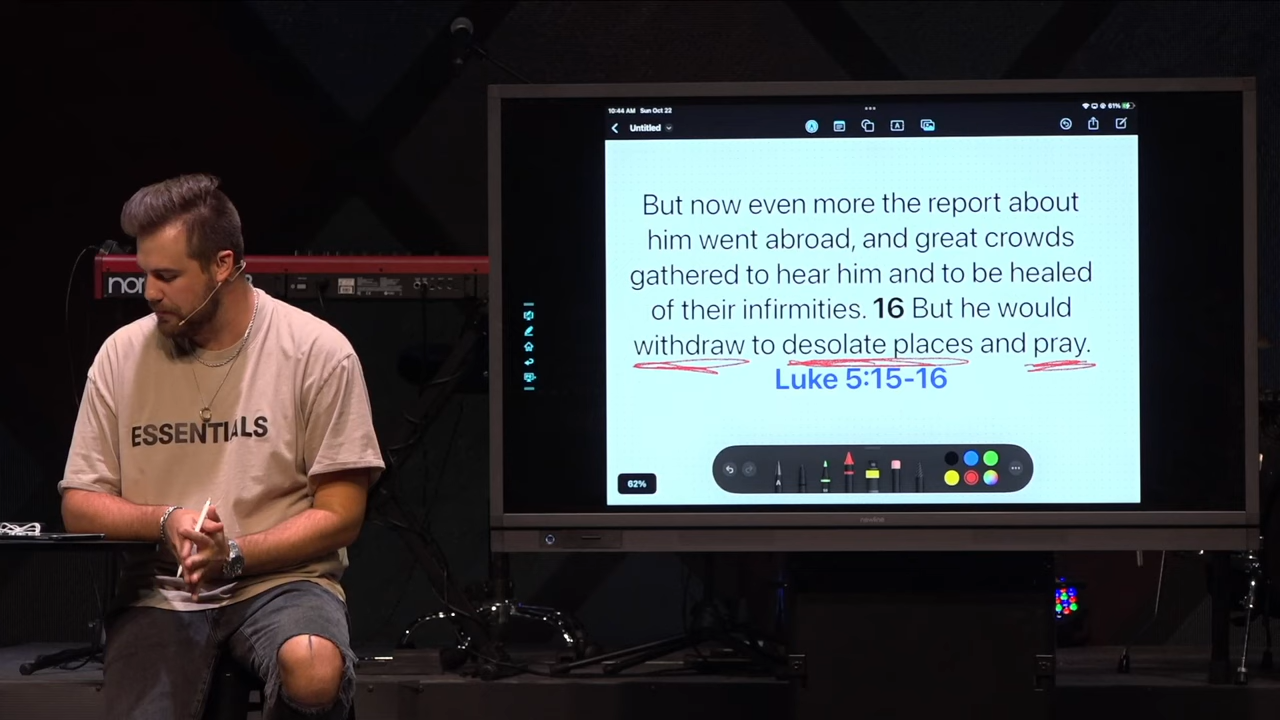 10:44 AM Sun Oct 22
61%
Untitled
But now even more the report about
him went abroad, and great crowds
gathered to hear him and to be healed
of their infirmities. 16 But he would
withdraw to desolate places and pray.
Luke 5:15-16
62%
newline
ESSENTIALS
nor